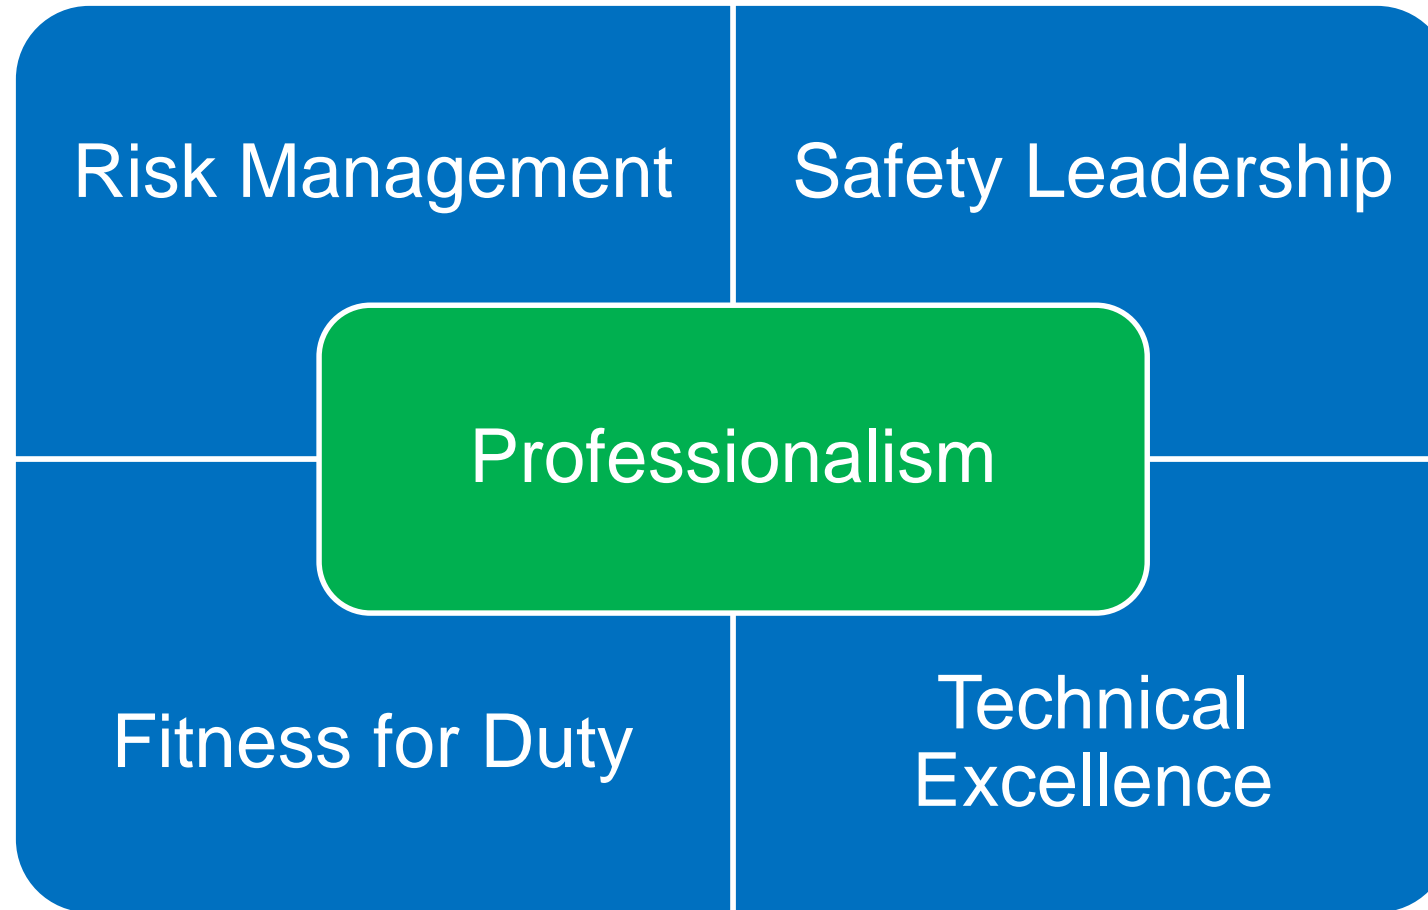 Risk Management
Safety Leadership
Professionalism
Fitness for Duty
Technical
Excellence